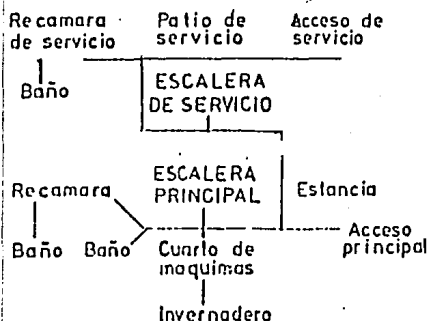 Recamara de servicio
Patio de servicio
Acceso de servicio
Baño
ESCALERA DE SERVICIO
ESCALERA PRINCIPAL
Recamara
Estancia
Baño
Baño
Cuarto de maquimas
Acceso principal
Invernadero